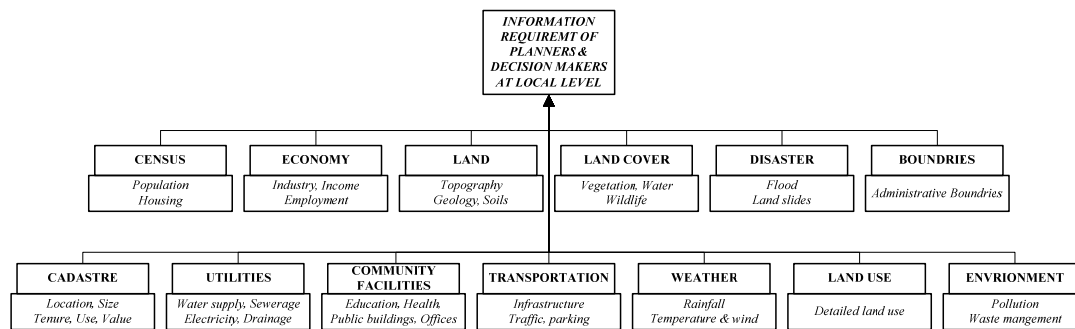 INFORMATION
REQUIREMT OF
PLANNERS &
DECISION MAKERS
AT LOCAL LEVEL
CENSUS
Population
Housing
ECONOMY
Industry, Income
Employment
LAND
Topography
Geology, Soils
LAND COVER
Vegetation, Water
Wildlife
DISASTER
Flood
Land slides
BOUNDRIES
Administrative Boundries
CADASTRE
Location, Size
Tenure, Use, Value
UTILITIES
Water supply, Sewerage
Electricity, Drainage
COMMUNITY
FACILITIES
Education, Health,
Public buildings, Offices
TRANSPORTATION
Infrastructure
Traffic, parking
WEATHER
Rainfall
Temperature & wind
LAND USE
Detailed land use
ENVRIONMENT
Pollution
Waste mangement